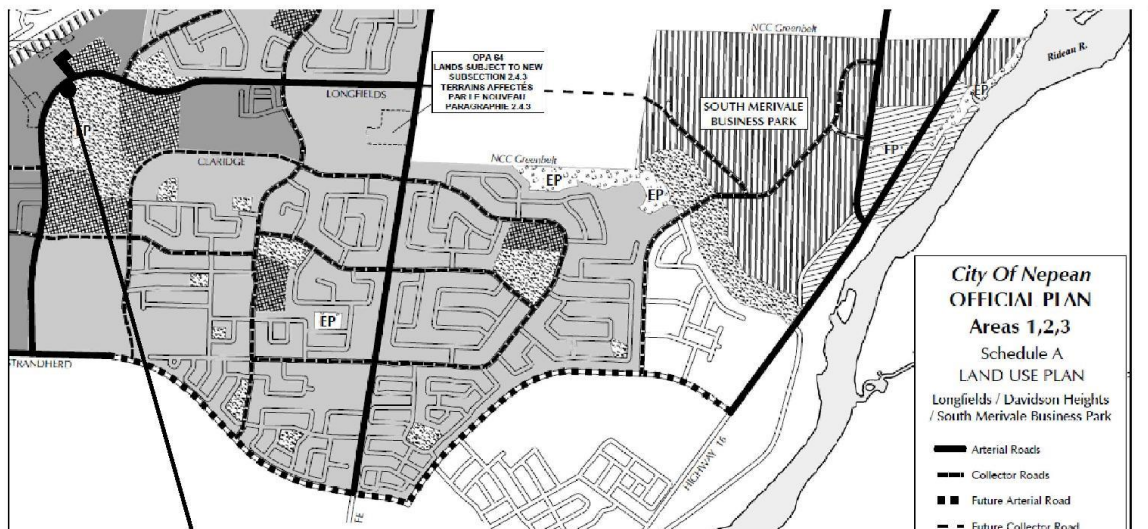 NCC Greenbelt
Rideau R.
OPA 64
LANDS SUBJECT TO NEW
SUBSECTION 2.4.3
TERRAINS AFFECTÉS
PAR LE NOUVEAU
PARAGRAPHIE 2.4.3
LONGFIELDS
SOUTH MERIVALE
BUSINESS PARK
EP
EP
EP
CLARIDGE
NCC Greenbelt
EP
EP
EP
STRANDHERD
HIGHWAY 16
FE
City Of Nepean
OFFICIAL PLAN
Areas 1,2,3
Schedule A
LAND USE PLAN
Longfields / Davidson Heights
/ South Merivale Business Park
Arterial Roads
Collector Roads
Future Arterial Road
Future Collector Road